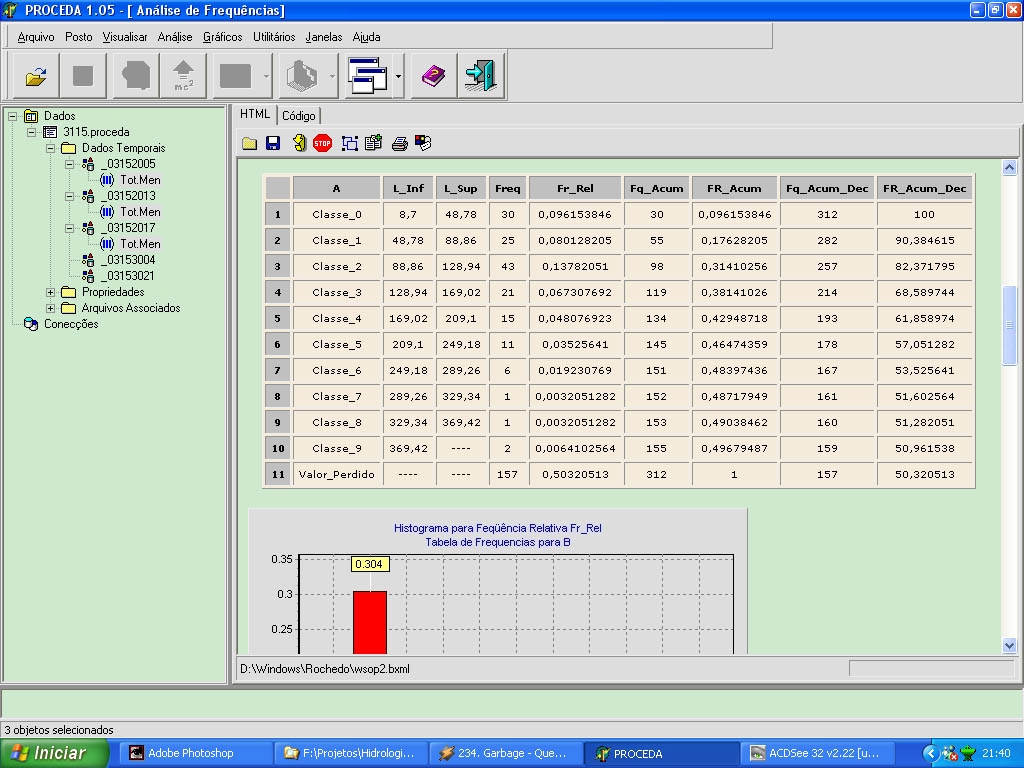 PROCEDA 1.05 - [ Análise de Frequências]
Arquivo Posto Visualisar Análise Gráficos Utilitários Janelas Ajuda
mc²
Dados
3115.proceda
Dados Temporais
_03152005
Tot.Men
_03152013
Tot.Men
_03152017
Tot.Men
_03153004
_03153021
Propriedades
Arquivos Associados
Conecções
HTML Código
STOP
A L_Inf L_Sup Freq Fr_Rel Fq_Acum FR_Acum Fq_Acum_Dec FR_Acum_Dec
1 Classe_0 8,7 48,78 30 0,096153846 30 0,096153846 312 100
2 Classe_1 48,78 88,86 25 0,080128205 55 0,17628205 282 90,384615
3 Classe_2 88,86 128,94 43 0,13782051 98 0,31410256 257 82,371795
4 Classe_3 128,94 169,02 21 0,067307692 119 0,38141026 214 68,589744
5 Classe_4 169,02 209,1 15 0,048076923 134 0,42948718 193 61,858974
6 Classe_5 209,1 249,18 11 0,03525641 145 0,46474359 178 57,051282
7 Classe_6 249,18 289,26 6 0,019230769 151 0,48397436 167 53,525641
8 Classe_7 289,26 329,34 1 0,0032051282 152 0,48717949 161 51,602564
9 Classe_8 329,34 369,42 1 0,0032051282 153 0,49038462 160 51,282051
10 Classe_9 369,42 ---- 2 0,0064102564 155 0,49679487 159 50,961538
11 Valor_Perdido ---- ---- 157 0,50320513 312 1 157 50,320513
Histograma para Feqüência Relativa Fr_Rel
Tabela de Frequencias para B
0.35
0.304
0.3
0.25
D:\Windows\Rochedo\wsop2.bxml
3 objetos selecionados
Iniciar Adobe Photoshop F:\Projetos\Hidrologi... 234. Garbage - Que... PROCEDA ACDSee 32 v2.22 [u... 21:40